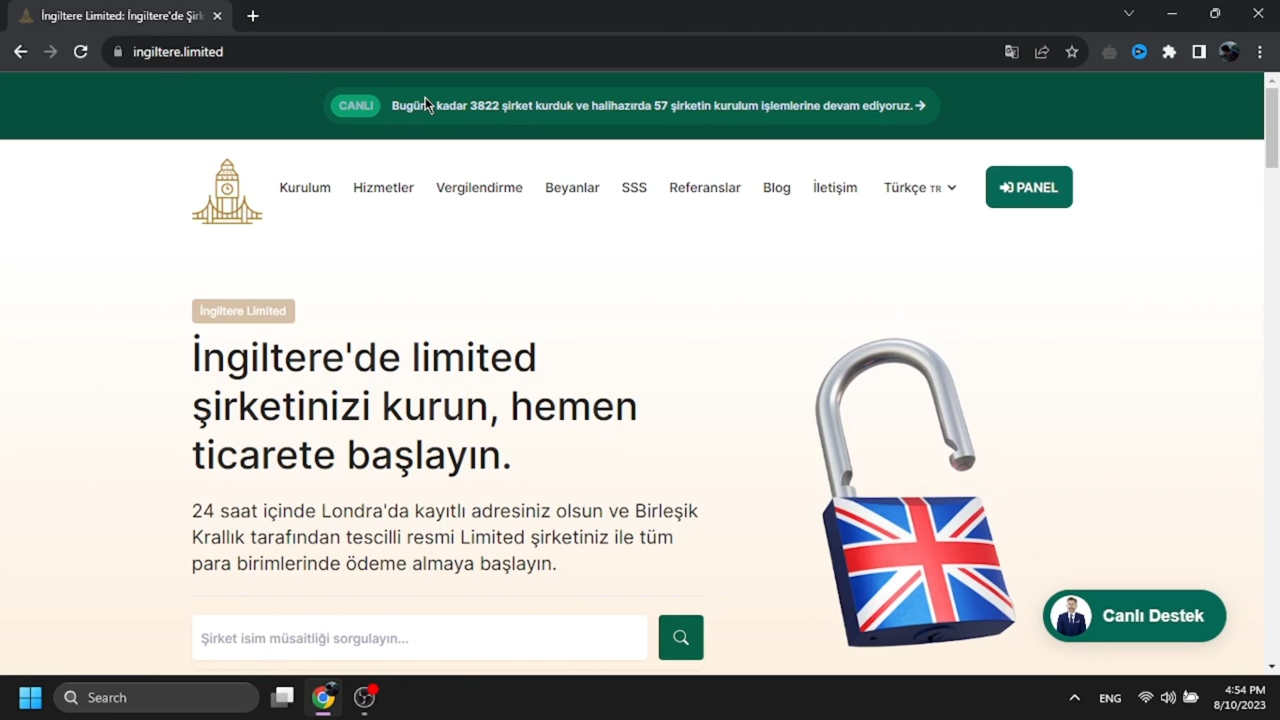 İngiltere Limited: İngiltere'de Şirk
ingiltere.limited
CANLI Bugüne kadar 3822 şirket kurduk ve halihazırda 57 şirketin kurulum işlemlerine devam ediyoruz.
Kurulum Hizmetler Vergilendirme Beyanlar SSS Referanslar Blog İletişim Türkçe TR PANEL
İngiltere Limited
İngiltere'de limited
şirketinizi kurun, hemen
ticarete başlayın.
24 saat içinde Londra'da kayıtlı adresiniz olsun ve Birleşik
Krallık tarafından tescilli resmi Limited şirketiniz ile tüm
para birimlerinde ödeme almaya başlayın.
Canlı Destek
Şirket isim müsaitliği sorgulayın...
Search ENG 4:54 PM
8/10/2023